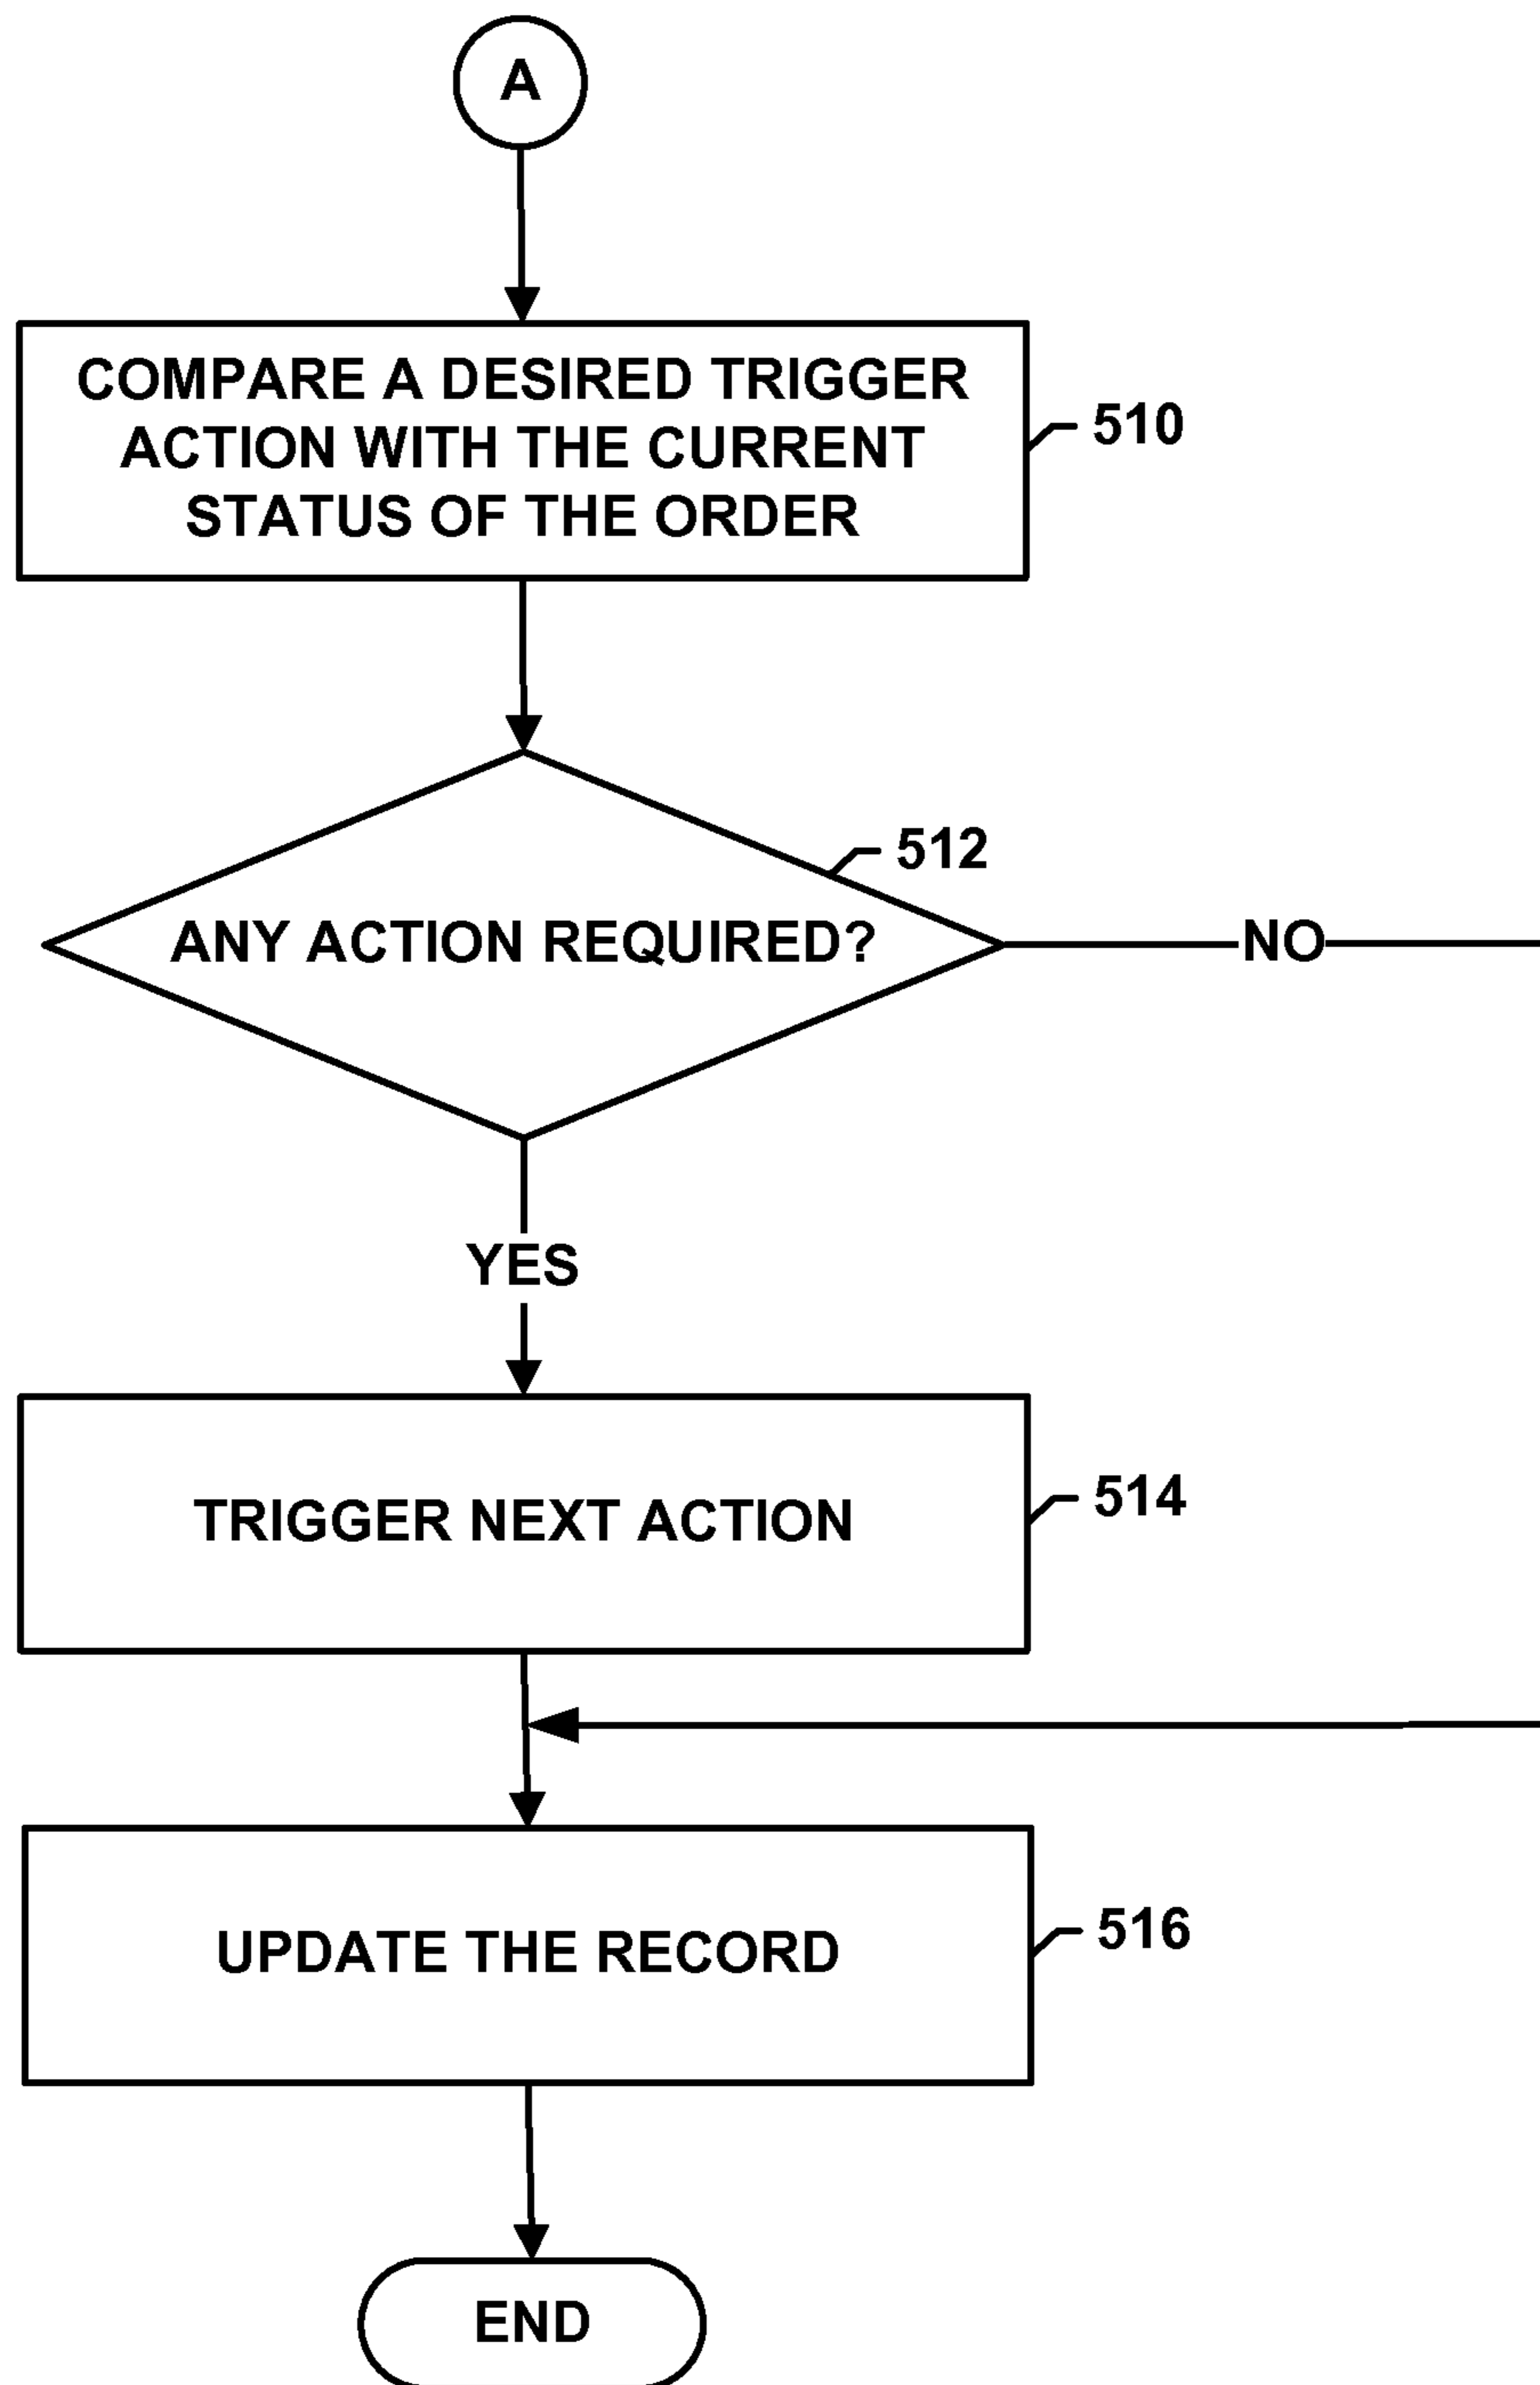 A
COMPARE A DESIRED TRIGGER
ACTION WITH THE CURRENT
STATUS OF THE ORDER
510
512
ANY ACTION REQUIRED?
NO
YES
TRIGGER NEXT ACTION
514
UPDATE THE RECORD
516
END